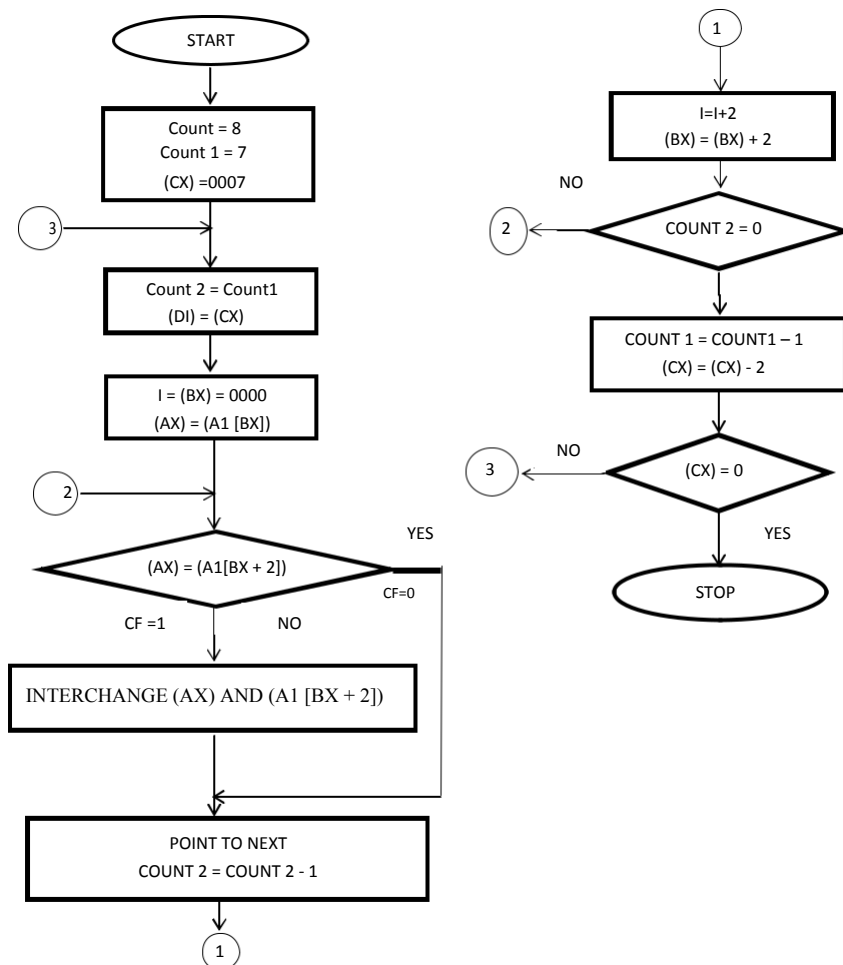 START
Count = 8
Count 1 = 7
(CX) =0007
3
Count 2 = Count1
(DI) = (CX)
I = (BX) = 0000
(AX) = (A1 [BX])
2
YES
(AX) = (A1[BX + 2])
CF=0
CF =1
NO
INTERCHANGE (AX) AND (A1 [BX + 2])
POINT TO NEXT
COUNT 2 = COUNT 2 - 1
1
1
I=I+2
(BX) = (BX) + 2
NO
2
COUNT 2 = 0
COUNT 1 = COUNT1 – 1
(CX) = (CX) - 2
NO
3
(CX) = 0
YES
STOP